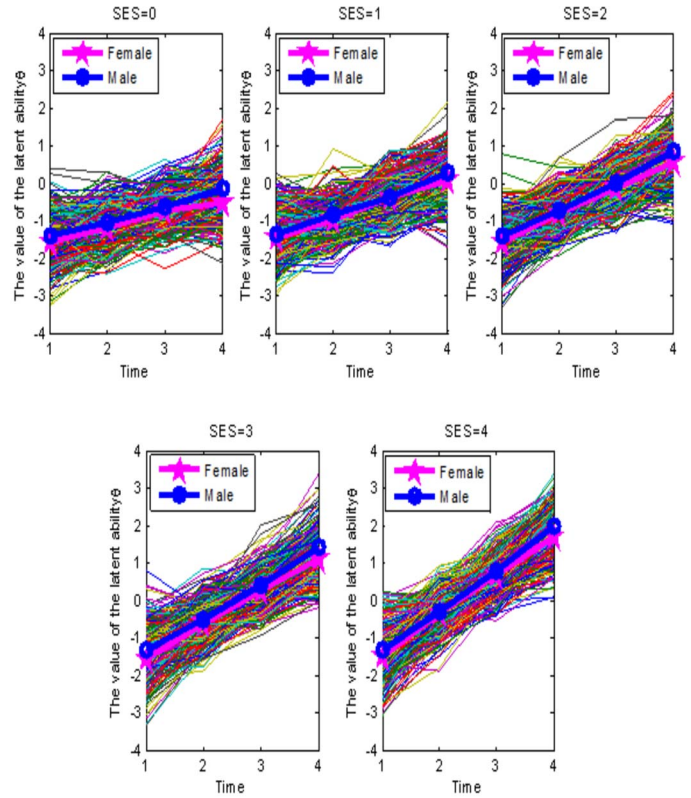 SES=0
SES=1
SES=2
The value of the latent abilityθ
4
3
2
1
0
-1
-2
-3
-4
Female
Male
1
2
3
4
Time
The value of the latent abilityθ
4
3
2
1
0
-1
-2
-3
-4
Female
Male
1
2
3
4
Time
The value of the latent abilityθ
4
3
2
1
0
-1
-2
-3
-4
Female
Male
1
2
3
4
Time
SES=3
SES=4
The value of the latent abilityθ
4
3
2
1
0
-1
-2
-3
-4
Female
Male
1
2
3
4
Time
The value of the latent abilityθ
4
3
2
1
0
-1
-2
-3
-4
Female
Male
1
2
3
4
Time